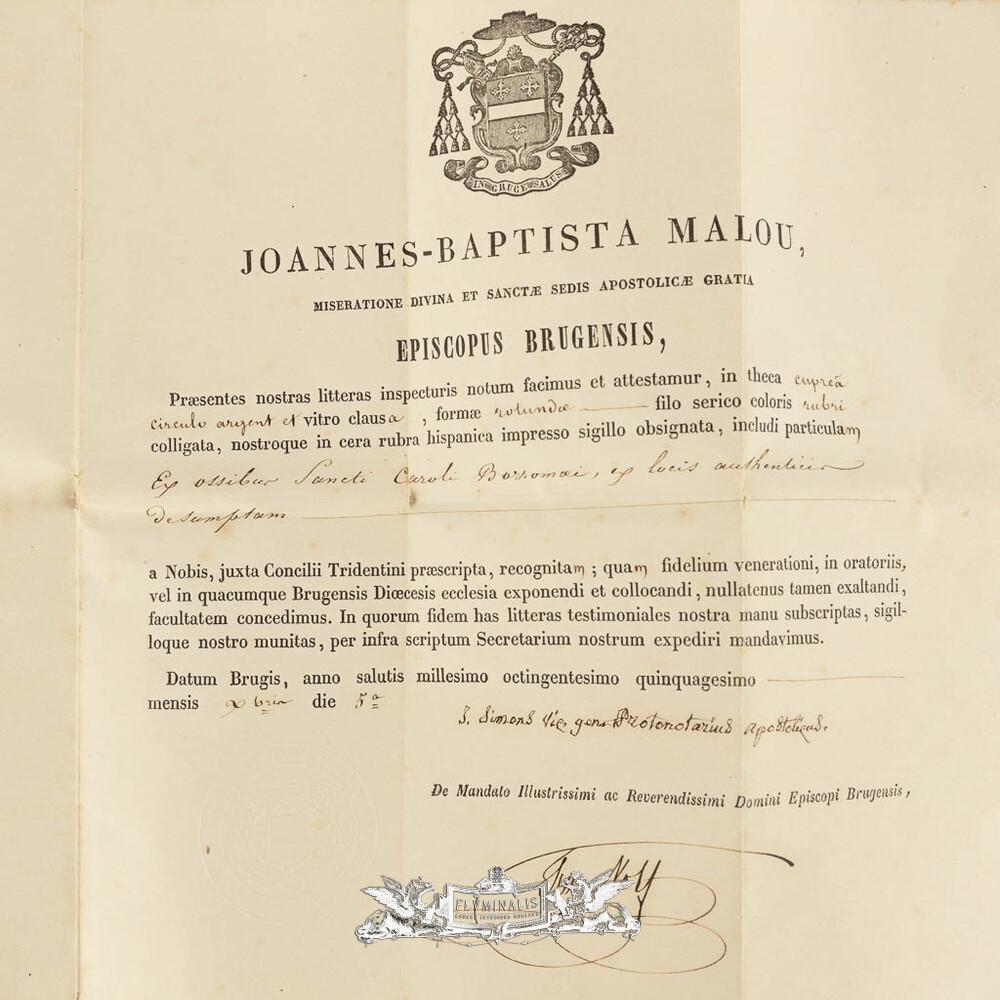 IN CRUCE SALUS
JOANNES-BAPTISTA MALOU,
MISERATIONE DIVINA ET SANCTÆ SEDIS APOSTOLICÆ GRATIA
EPISCOPUS BRUGENSIS,
Præsentes nostras litteras inspecturis notum facimus et attestamur, in theca cupreâ
circulo argent et vitro clausa , formæ rotundæ filo serico coloris rubri
colligata, nostroque in cera rubra hispanica impresso sigillo obsignata, includi particulam
Ex ossibus Sancti Caroli Borromæi, ex locis authenticis
desumptam
a Nobis, juxta Concilii Tridentini præscripta, recognitam ; quam fidelium venerationi, in oratoriis,
vel in quacumque Brugensis Diœcesis ecclesia exponendi et collocandi, nullatenus tamen exaltandi,
facultatem concedimus. In quorum fidem has litteras testimoniales nostra manu subscriptas, sigil-
loque nostro munitas, per infra scriptum Secretarium nostrum expediri mandavimus.
Datum Brugis, anno salutis millesimo octingentesimo quinquagesimo
mensis xbris die 5ª
J. Simons Vic. gen. Protonotarius apostolicus.
De Mandato Illustrissimi ac Reverendissimi Domini Episcopi Brugensis,
FLVMINALIS